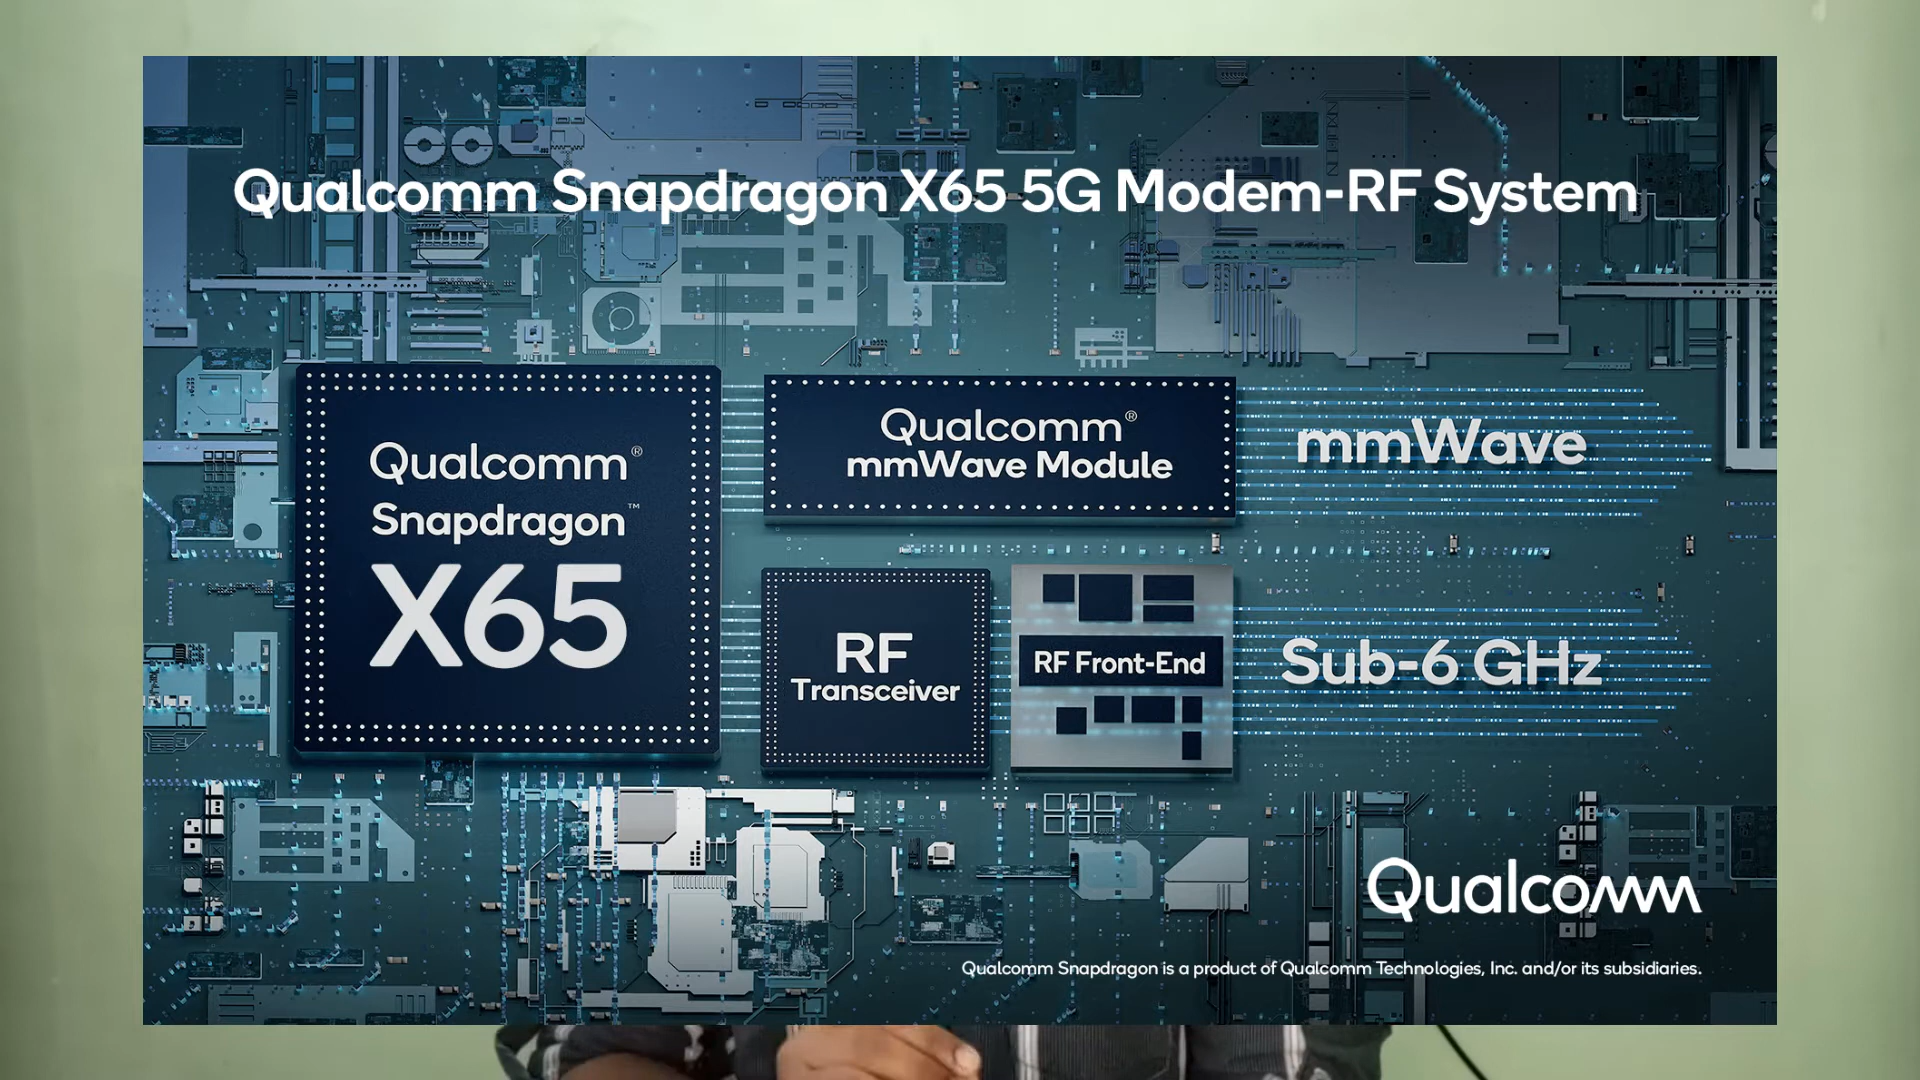 Qualcomm Snapdragon X65 5G Modem-RF System
Qualcomm®
Snapdragon™
X65
Qualcomm®
mmWave Module
mmWave
RF
Transceiver
RF Front-End
Sub-6 GHz
Qualcomm
Qualcomm Snapdragon is a product of Qualcomm Technologies, Inc. and/or its subsidiaries.